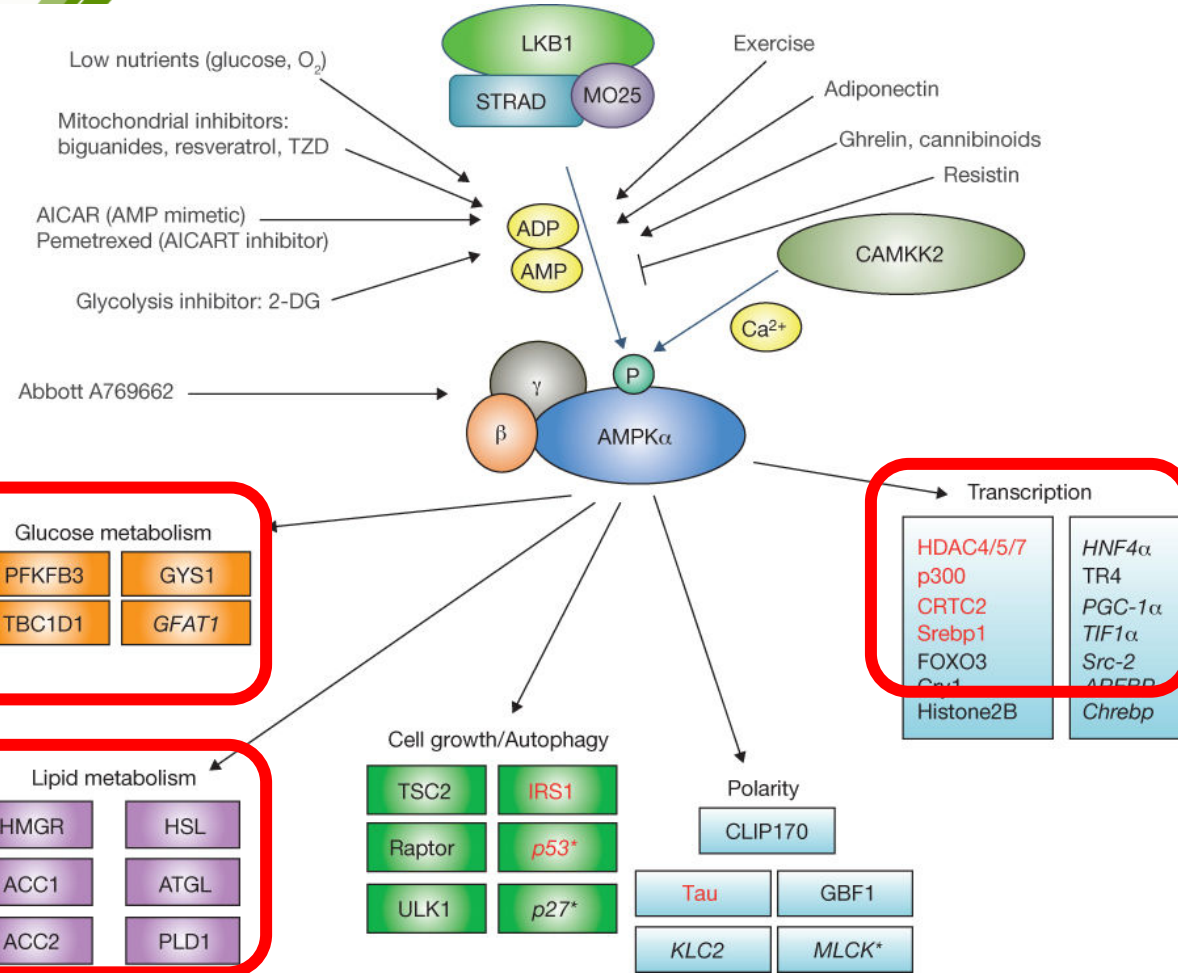 LKB1
STRAD
MO25
Low nutrients (glucose, O₂)
Mitochondrial inhibitors:
biguanides, resveratrol, TZD
AICAR (AMP mimetic)
Pemetrexed (AICART inhibitor)
Glycolysis inhibitor: 2-DG
Abbott A769662
Exercise
Adiponectin
Ghrelin, cannibinoids
Resistin
CAMKK2
Ca²⁺
ADP
AMP
P
γ
β
AMPKα
Glucose metabolism
PFKFB3 GYS1
TBC1D1 GFAT1
Lipid metabolism
HMGR HSL
ACC1 ATGL
ACC2 PLD1
Cell growth/Autophagy
TSC2 IRS1
Raptor p53*
ULK1 p27*
Polarity
CLIP170
Tau GBF1
KLC2 MLCK*
Transcription
HDAC4/5/7
p300
CRTC2
Srebp1
FOXO3
Cry1
Histone2B
HNF4α
TR4
PGC-1α
TIF1α
Src-2
Chrebp